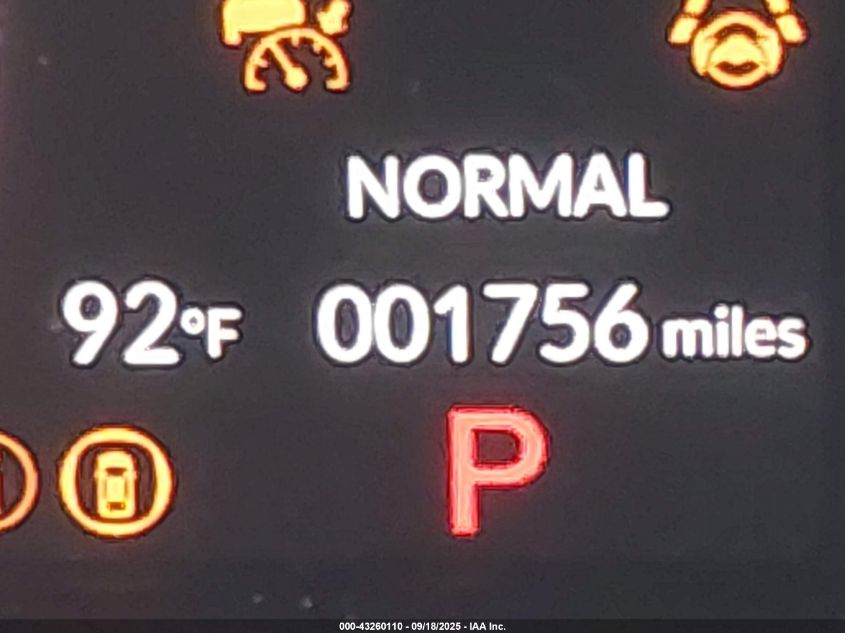 NORMAL
92°F 001756 miles
P
000-43260110 - 09/18/2025 - IAA Inc.